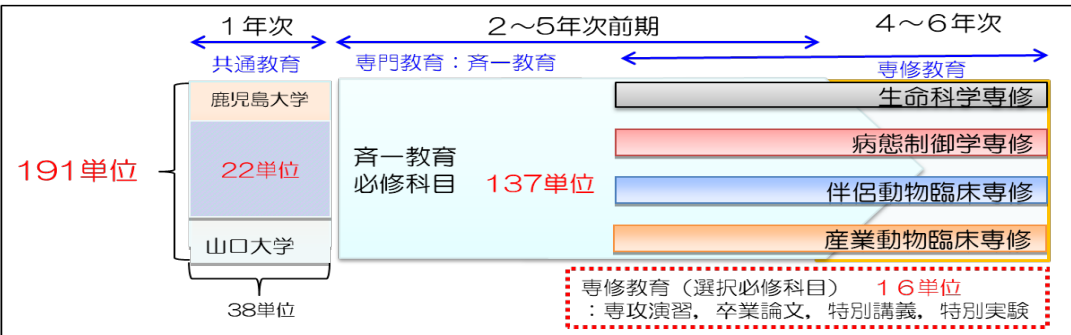 1年次
2～5年次前期
4～6年次
共通教育
専門教育：斉一教育
専修教育
鹿児島大学
生命科学専修
191単位
22単位
斉一教育
必修科目
137単位
病態制御学専修
伴侶動物臨床専修
山口大学
産業動物臨床専修
38単位
専修教育（選択必修科目） 16単位
：専攻演習，卒業論文，特別講義，特別実験